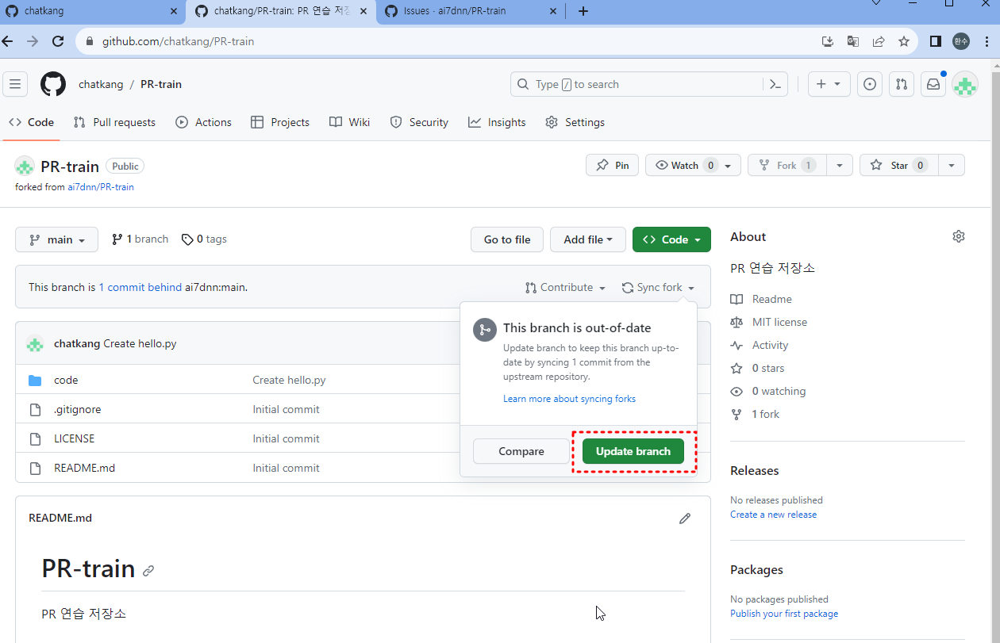 chatkang
chatkang/PR-train: PR 연습 저
Issues · ai7dnn/PR-train
github.com/chatkang/PR-train
환수
chatkang / PR-train
Type / to search
Code
Pull requests
Actions
Projects
Wiki
Security
Insights
Settings
PR-train Public
Pin
Watch 0
Fork 1
Star 0
forked from ai7dnn/PR-train
main
1 branch
0 tags
Go to file
Add file
Code
This branch is 1 commit behind ai7dnn:main.
Contribute
Sync fork
This branch is out-of-date
Update branch to keep this branch up-to-
date by syncing 1 commit from the
upstream repository.
Learn more about syncing forks
Compare
Update branch
chatkang Create hello.py
code Create hello.py
.gitignore Initial commit
LICENSE Initial commit
README.md Initial commit
README.md
PR-train
PR 연습 저장소
About
PR 연습 저장소
Readme
MIT license
Activity
0 stars
0 watching
1 fork
Releases
No releases published
Create a new release
Packages
No packages published
Publish your first package